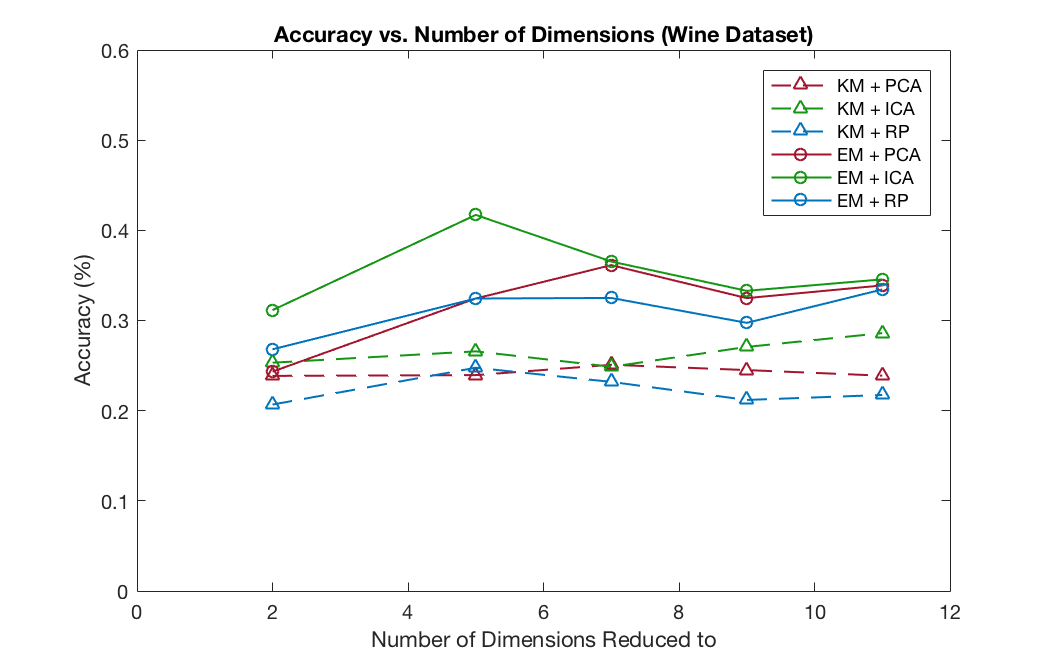 Accuracy vs. Number of Dimensions (Wine Dataset)
0.6
0.5
0.4
0.3
0.2
0.1
0
Accuracy (%)
KM + PCA
KM + ICA
KM + RP
EM + PCA
EM + ICA
EM + RP
0 2 4 6 8 10 12
Number of Dimensions Reduced to